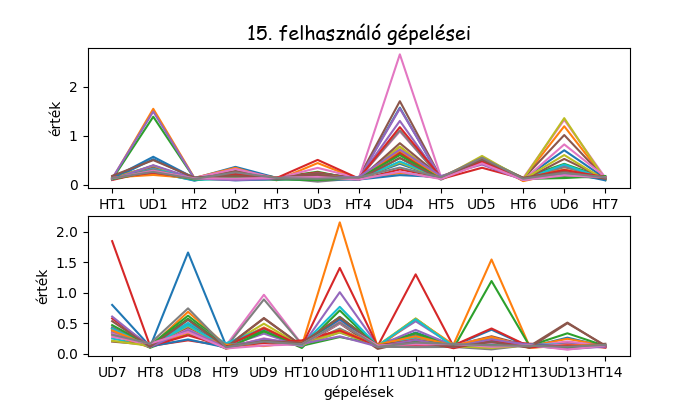 15. felhasználó gépelései
érték
2
1
0
HT1 UD1 HT2 UD2 HT3 UD3 HT4 UD4 HT5 UD5 HT6 UD6 HT7
érték
2.0
1.5
1.0
0.5
0.0
UD7 HT8 UD8 HT9 UD9 HT10 UD10 HT11 UD11 HT12 UD12 HT13 UD13 HT14
gépelések